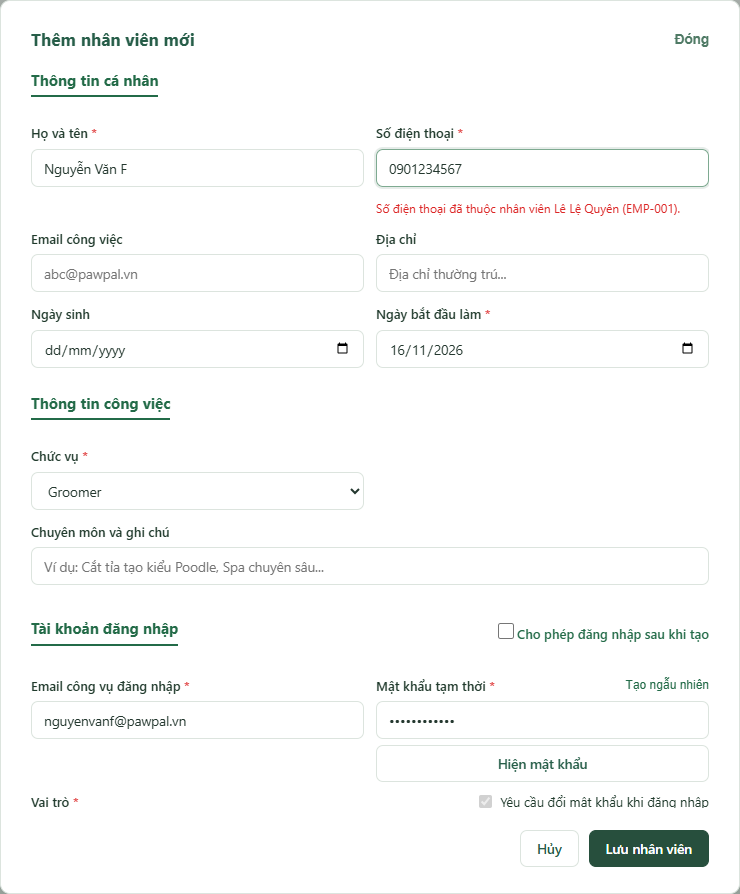 Thêm nhân viên mới
Đóng
Thông tin cá nhân
Họ và tên *
Số điện thoại *
Nguyễn Văn F
0901234567
Số điện thoại đã thuộc nhân viên Lê Lệ Quyên (EMP-001).
Email công việc
Địa chỉ
abc@pawpal.vn
Địa chỉ thường trú...
Ngày sinh
Ngày bắt đầu làm *
dd/mm/yyyy
16/11/2026
Thông tin công việc
Chức vụ *
Groomer
Chuyên môn và ghi chú
Ví dụ: Cắt tỉa tạo kiểu Poodle, Spa chuyên sâu...
Tài khoản đăng nhập
Cho phép đăng nhập sau khi tạo
Email công vụ đăng nhập *
Mật khẩu tạm thời *
Tạo ngẫu nhiên
nguyenvanf@pawpal.vn
••••••••••••
Hiện mật khẩu
Vai trò *
Yêu cầu đổi mật khẩu khi đăng nhập
Hủy
Lưu nhân viên